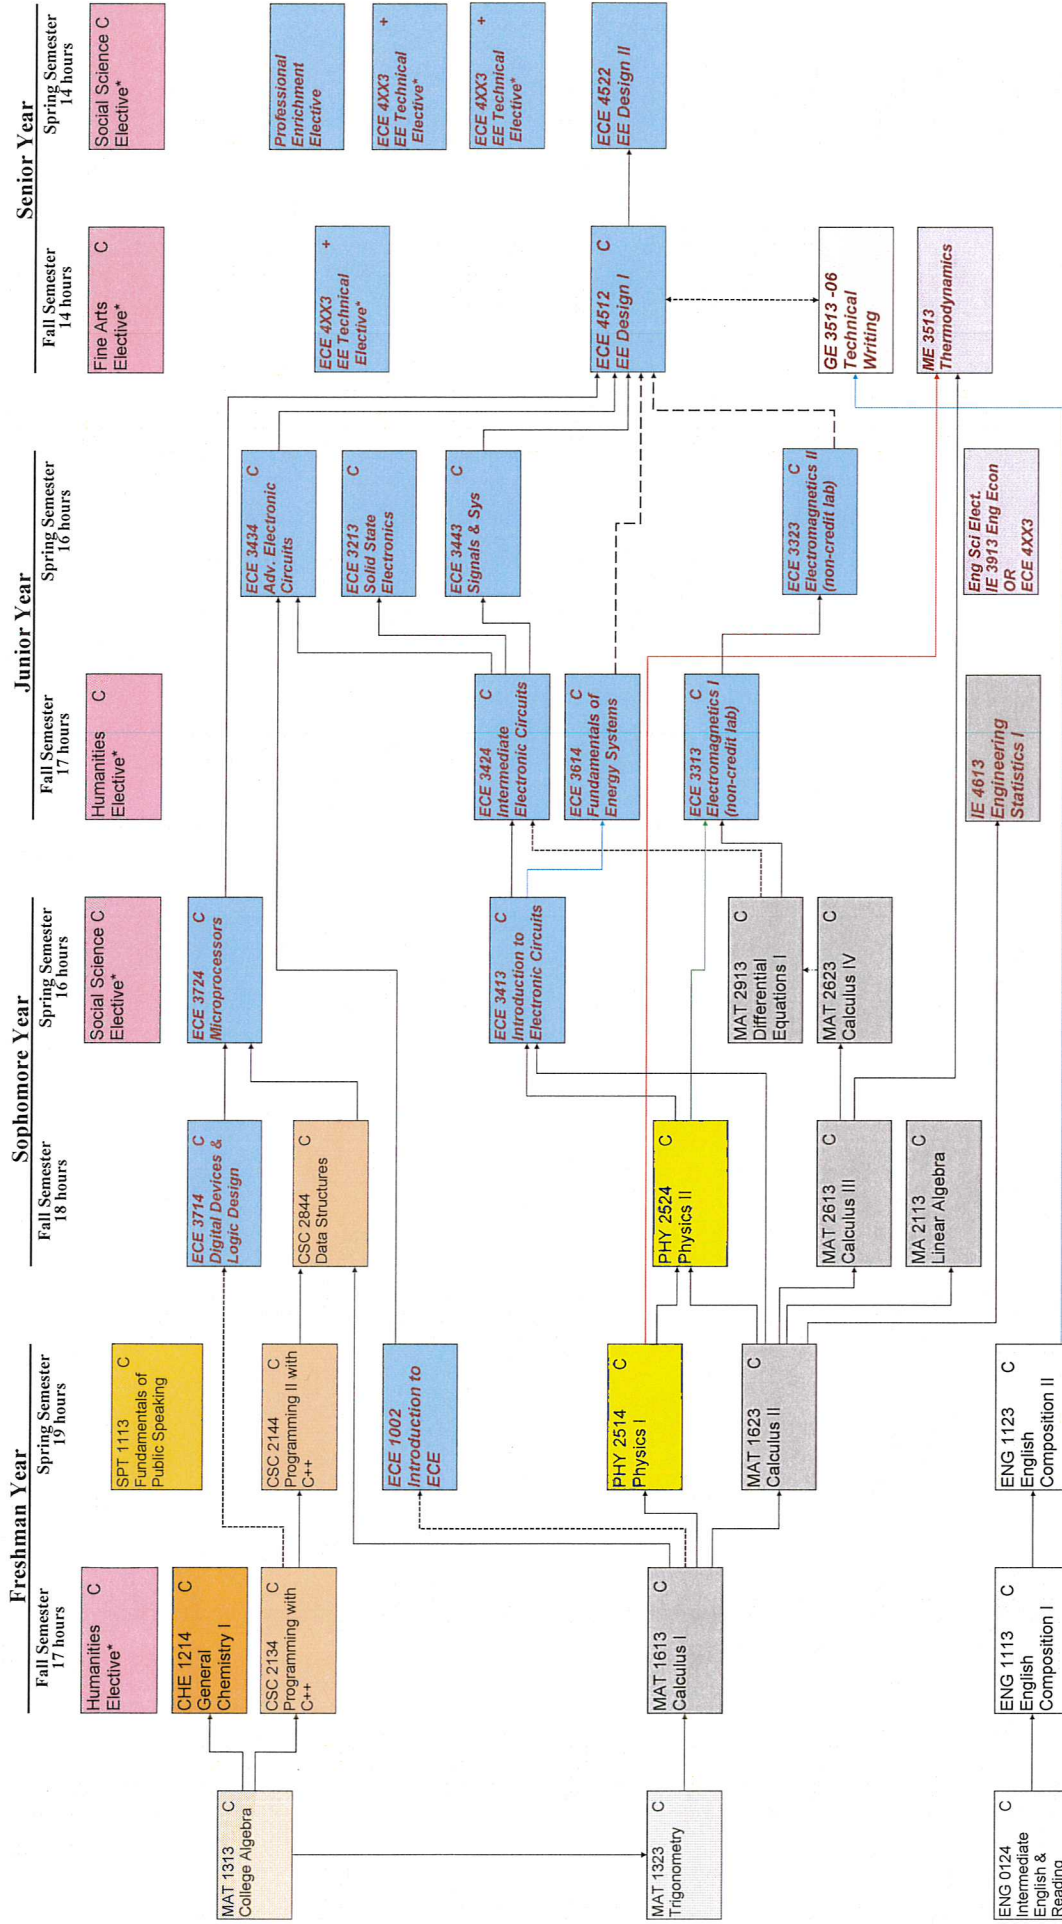 Freshman Year
Sophomore Year
Junior Year
Senior Year
Fall Semester
17 hours
Spring Semester
19 hours
Fall Semester
18 hours
Spring Semester
16 hours
Fall Semester
17 hours
Spring Semester
16 hours
Fall Semester
14 hours
Spring Semester
14 hours
MAT 1313 C
College Algebra
MAT 1323 C
Trigonometry
ENG 0124 C
Intermediate
English &
Reading
Humanities C
Elective*
CHE 1214 C
General
Chemistry I
CSC 2134 C
Programming with
C++
MAT 1613 C
Calculus I
ENG 1113 C
English
Composition I
SPT 1113 C
Fundamentals of
Public Speaking
CSC 2144 C
Programming II with
C++
ECE 1002
Introduction to
ECE
PHY 2514 C
Physics I
MAT 1623 C
Calculus II
ENG 1123 C
English
Composition II
ECE 3714 C
Digital Devices &
Logic Design
CSC 2844 C
Data Structures
PHY 2524 C
Physics II
MAT 2613 C
Calculus III
MA 2113 C
Linear Algebra
Social Science C
Elective*
ECE 3724 C
Microprocessors
ECE 3413 C
Introduction to
Electronic Circuits
MAT 2913 C
Differential
Equations I
MAT 2623 C
Calculus IV
Humanities C
Elective*
ECE 3424 C
Intermediate
Electronic Circuits
ECE 3614 C
Fundamentals of
Energy Systems
ECE 3313 C
Electromagnetics I
(non-credit lab)
IE 4613
Engineering
Statistics I
ECE 3434 C
Adv. Electronic
Circuits
ECE 3213 C
Solid State
Electronics
ECE 3443 C
Signals & Sys
ECE 3323 C
Electromagnetics II
(non-credit lab)
Eng Sci Elect.
IE 3913 Eng Econ
OR
ECE 4XX3
Fine Arts C
Elective*
ECE 4XX3 +
EE Technical
Elective*
ECE 4512 C
EE Design I
GE 3513 -06
Technical
Writing
ME 3513
Thermodynamics
Social Science C
Elective*
Professional
Enrichment
Elective
ECE 4XX3 +
EE Technical
Elective*
ECE 4XX3 +
EE Technical
Elective*
ECE 4522
EE Design II